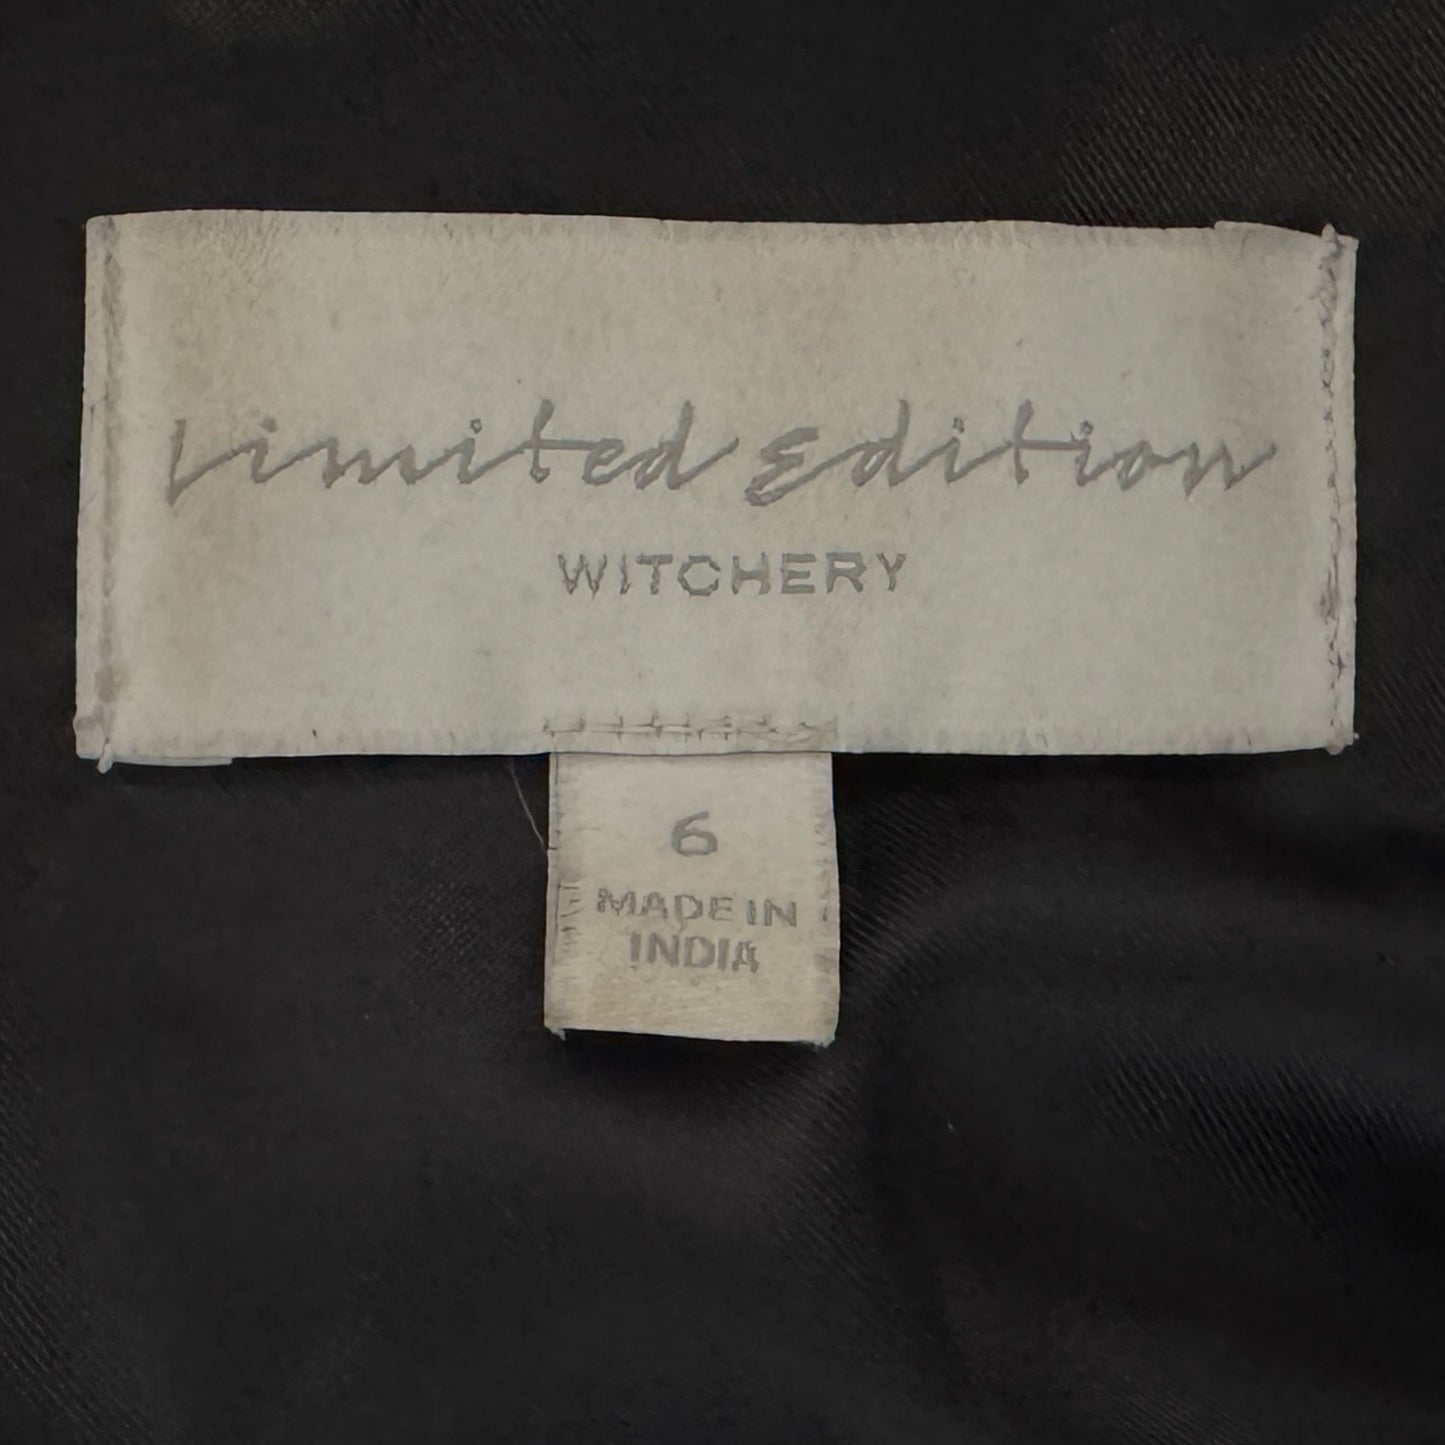 Limited Edition
WITCHERY
6
MADE IN
INDIA